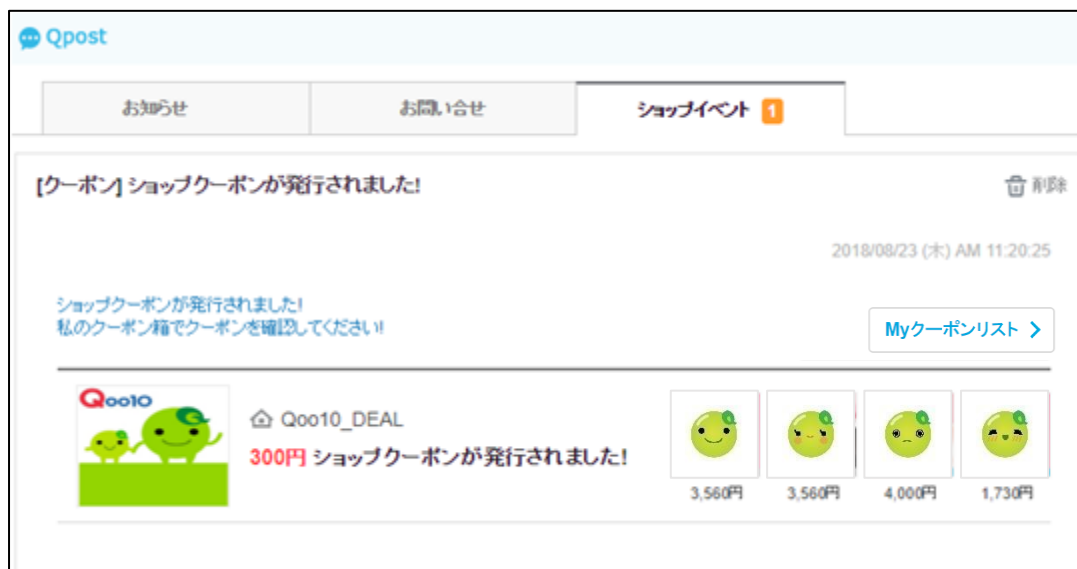 Qpost
お知らせ
お問い合せ
ショップイベント 1
[クーポン] ショップクーポンが発行されました!
削除
2018/08/23 (木) AM 11:20:25
ショップクーポンが発行されました!
私のクーポン箱でクーポンを確認してください!
Myクーポンリスト
Qoo10
Qoo10_DEAL
300円 ショップクーポンが発行されました!
3,560円
3,560円
4,000円
1,730円